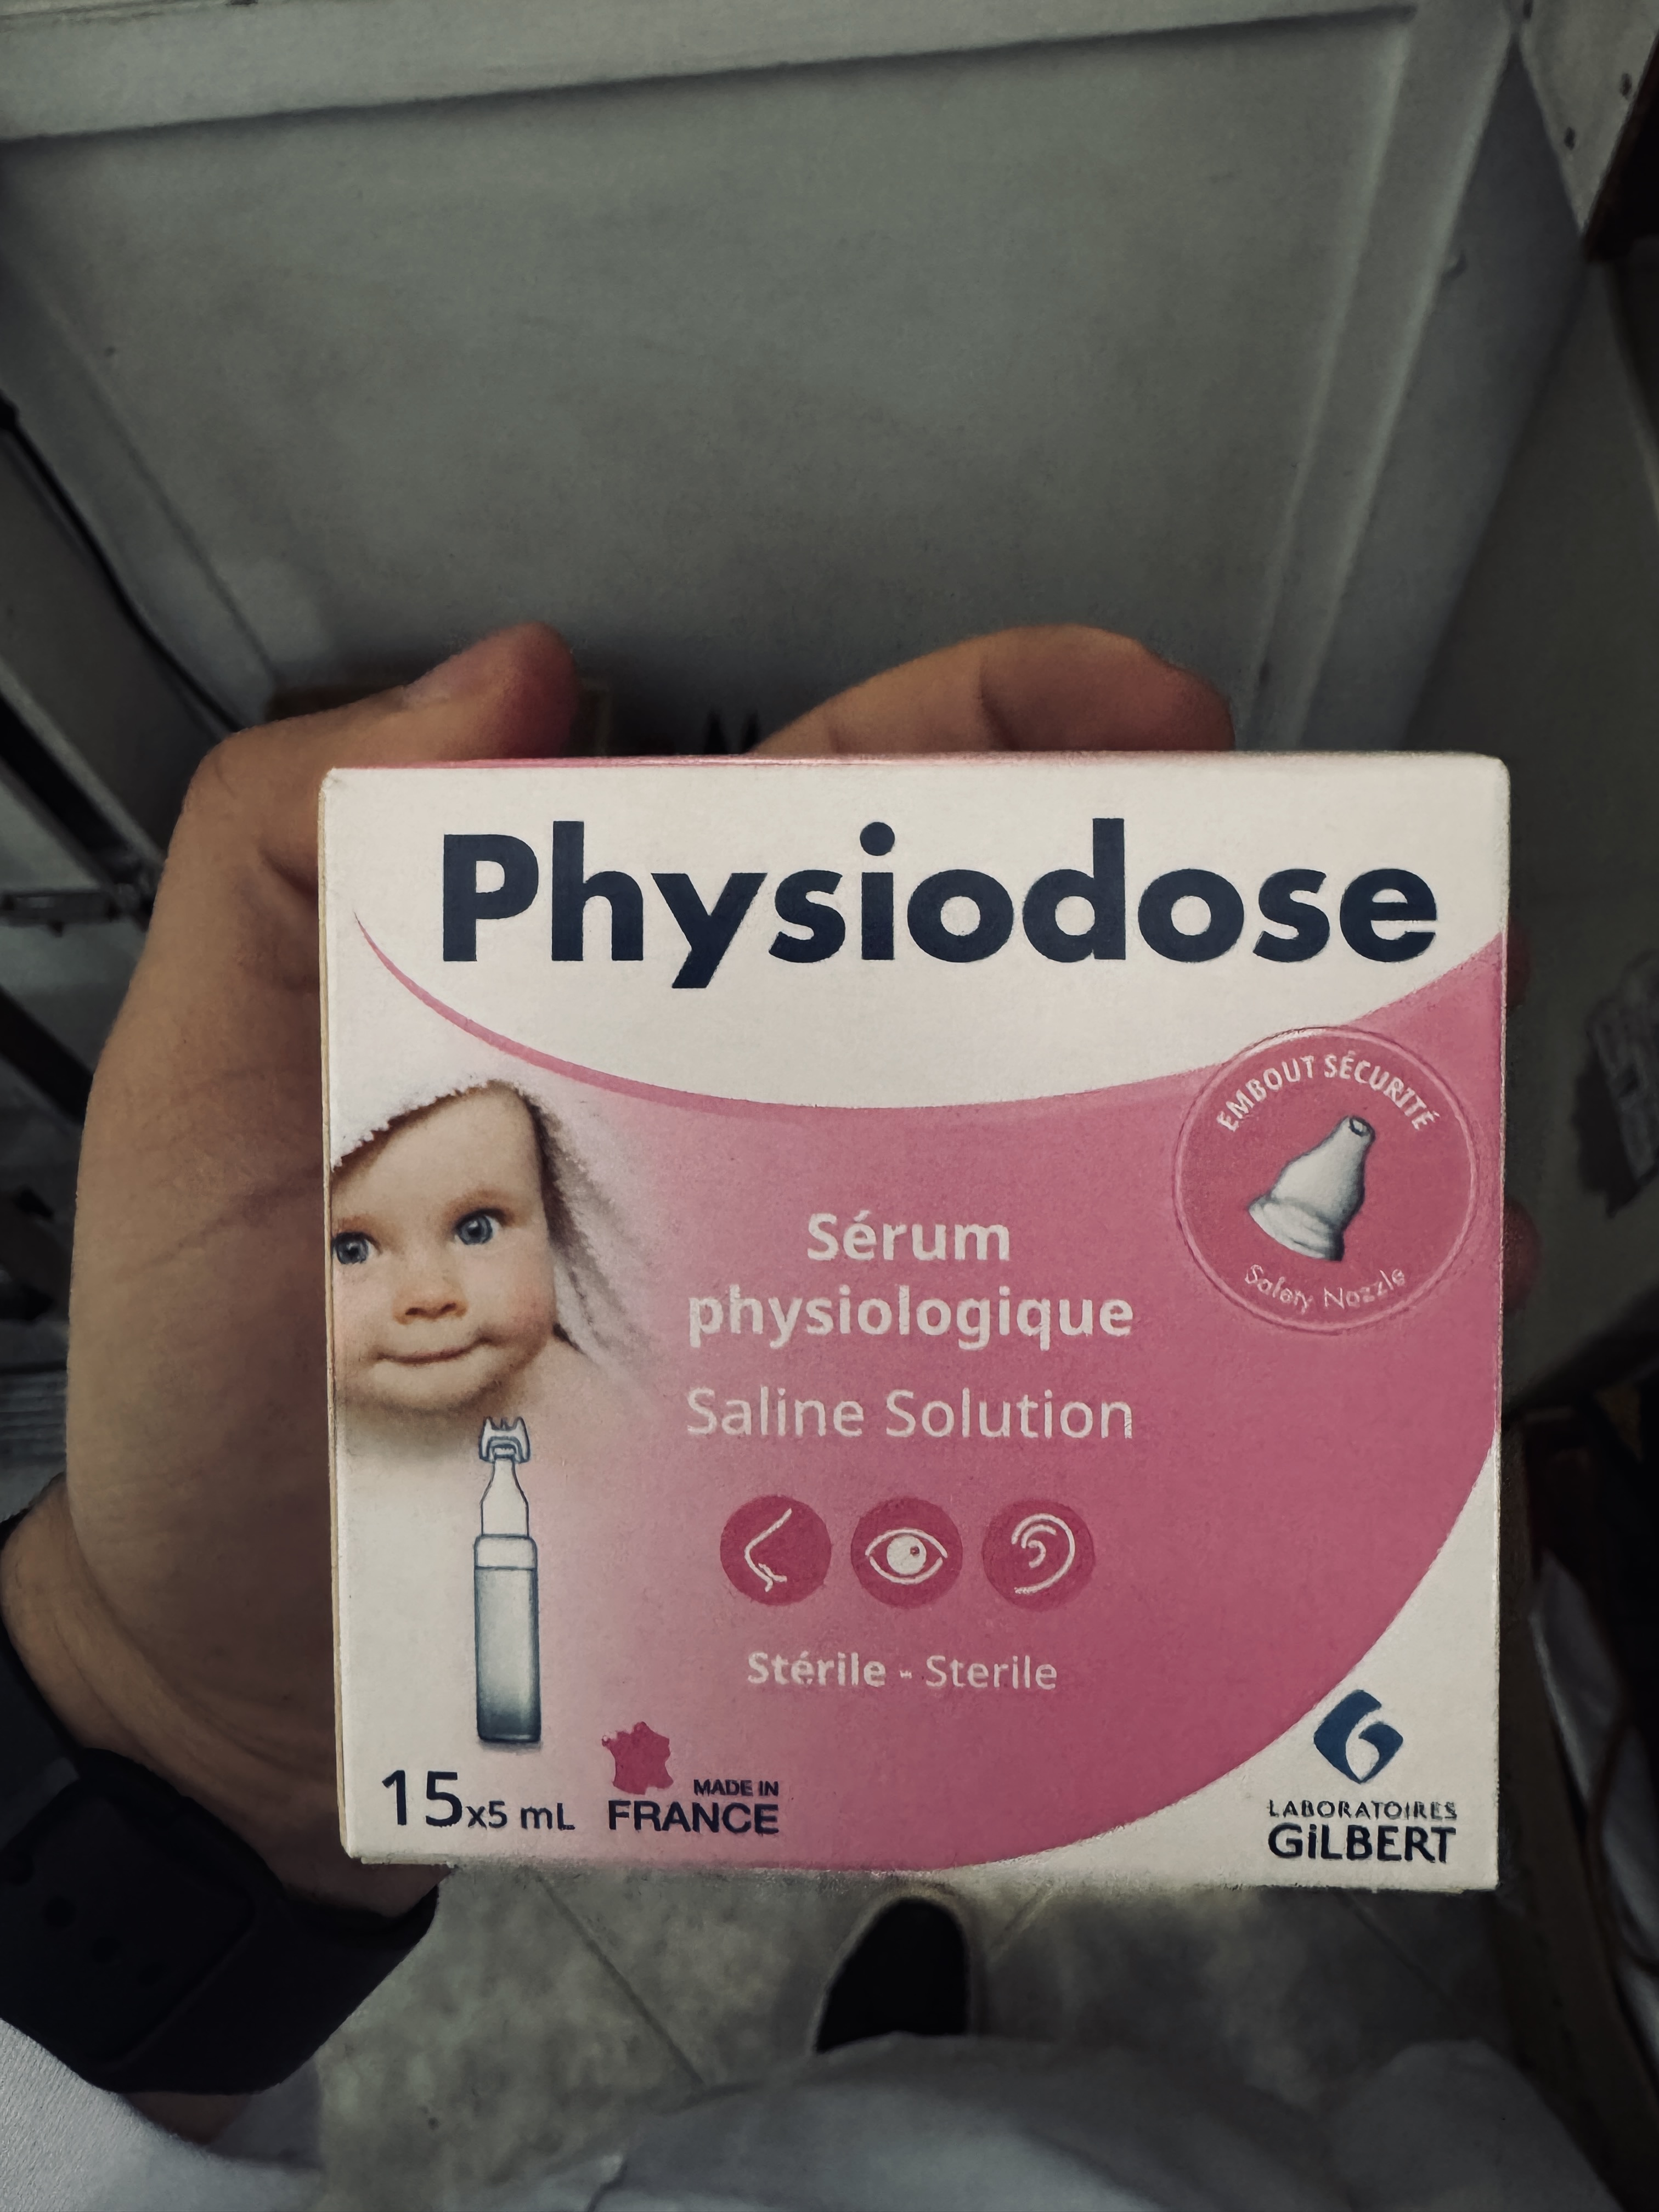 Physiodose
EMBOUT SÉCURITÉ
Safety Nozzle
Sérum
physiologique
Saline Solution
Stérile - Sterile
15x5 mL
MADE IN
FRANCE
LABORATOIRES
GiLBERT